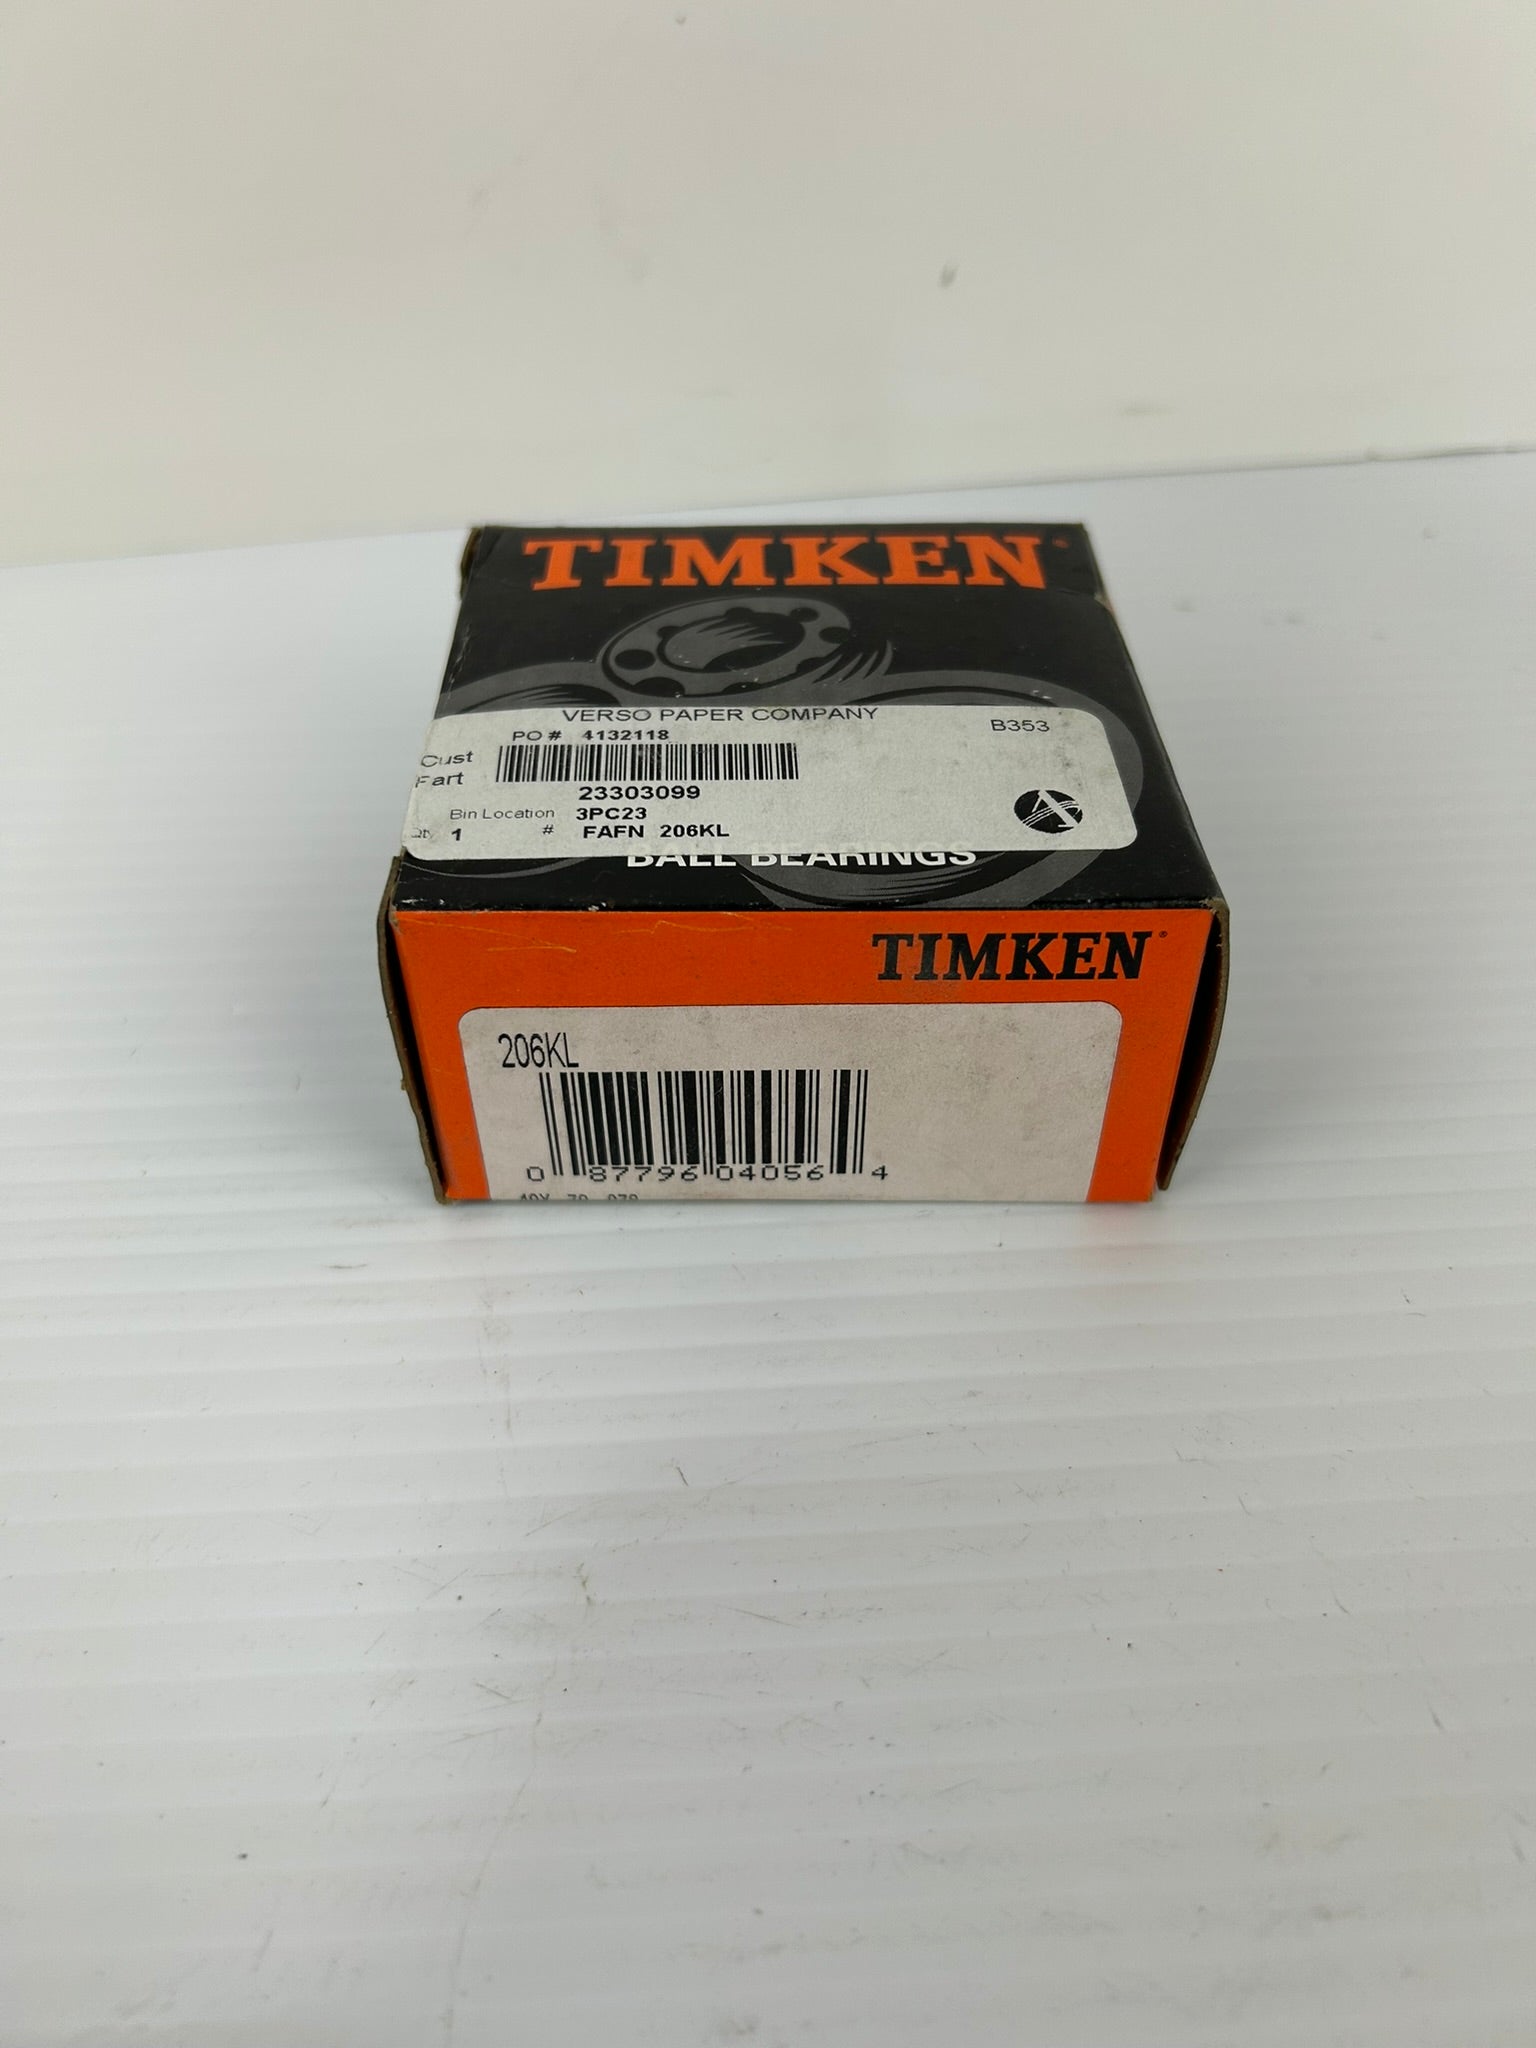 TIMKEN®
VERSO PAPER COMPANY
B353
PO # 4132118
Cust
Part
23303099
Bin Location 3PC23
Qty 1 # FAFN 206KL
BALL BEARINGS
TIMKEN®
206KL
0 87796 04056 4